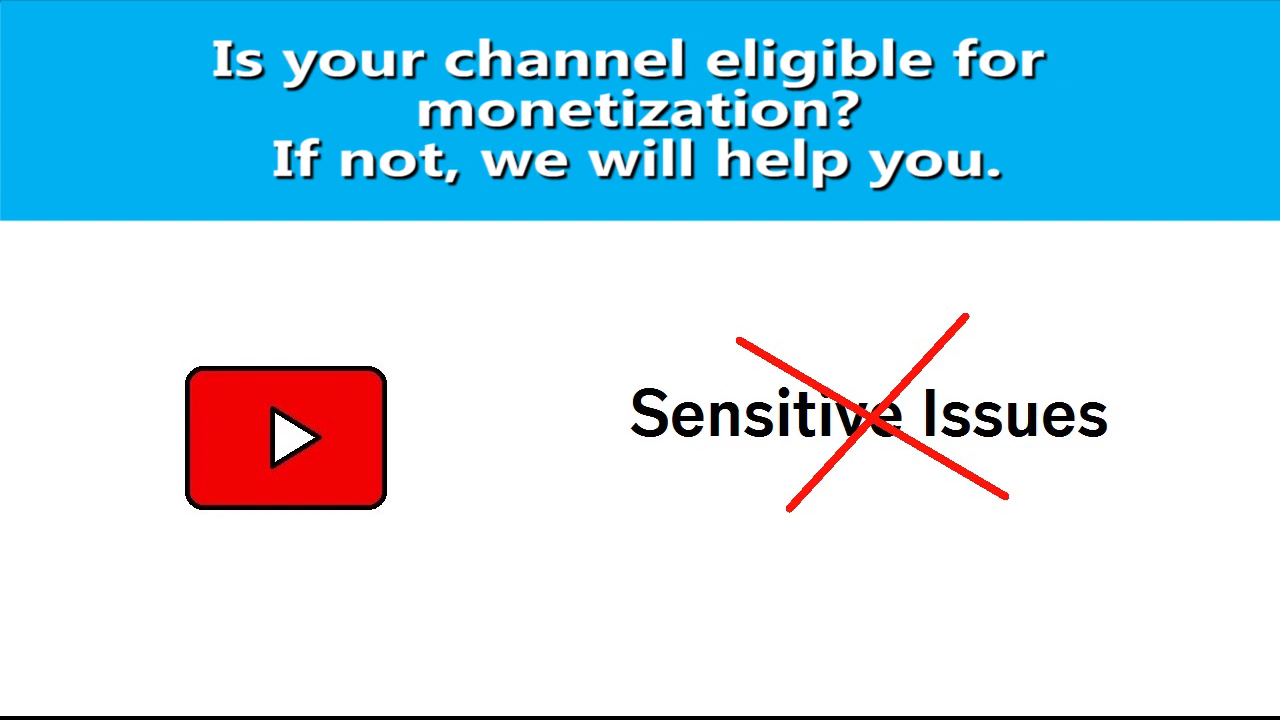 Is your channel eligible for
monetization?
If not, we will help you.
Sensitive Issues